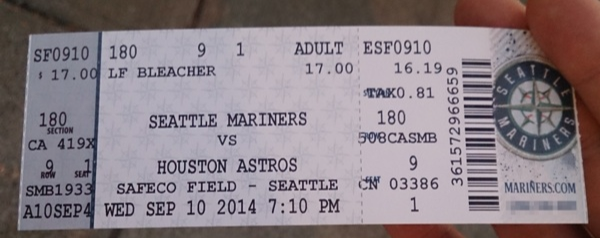 SF0910 180 9 1 ADULT ESF0910
$ 17.00 LF BLEACHER 17.00 16.19
TAX0.81
180 SEATTLE MARINERS 180
SECTION
CA 419X VS 508CASMB
9 1 HOUSTON ASTROS 9
ROW SEAT
SMB1933 SAFECO FIELD - SEATTLE CN 03386
A10SEP4 WED SEP 10 2014 7:10 PM 1
361572966659
SEATTLE MARINERS
MARINERS.COM